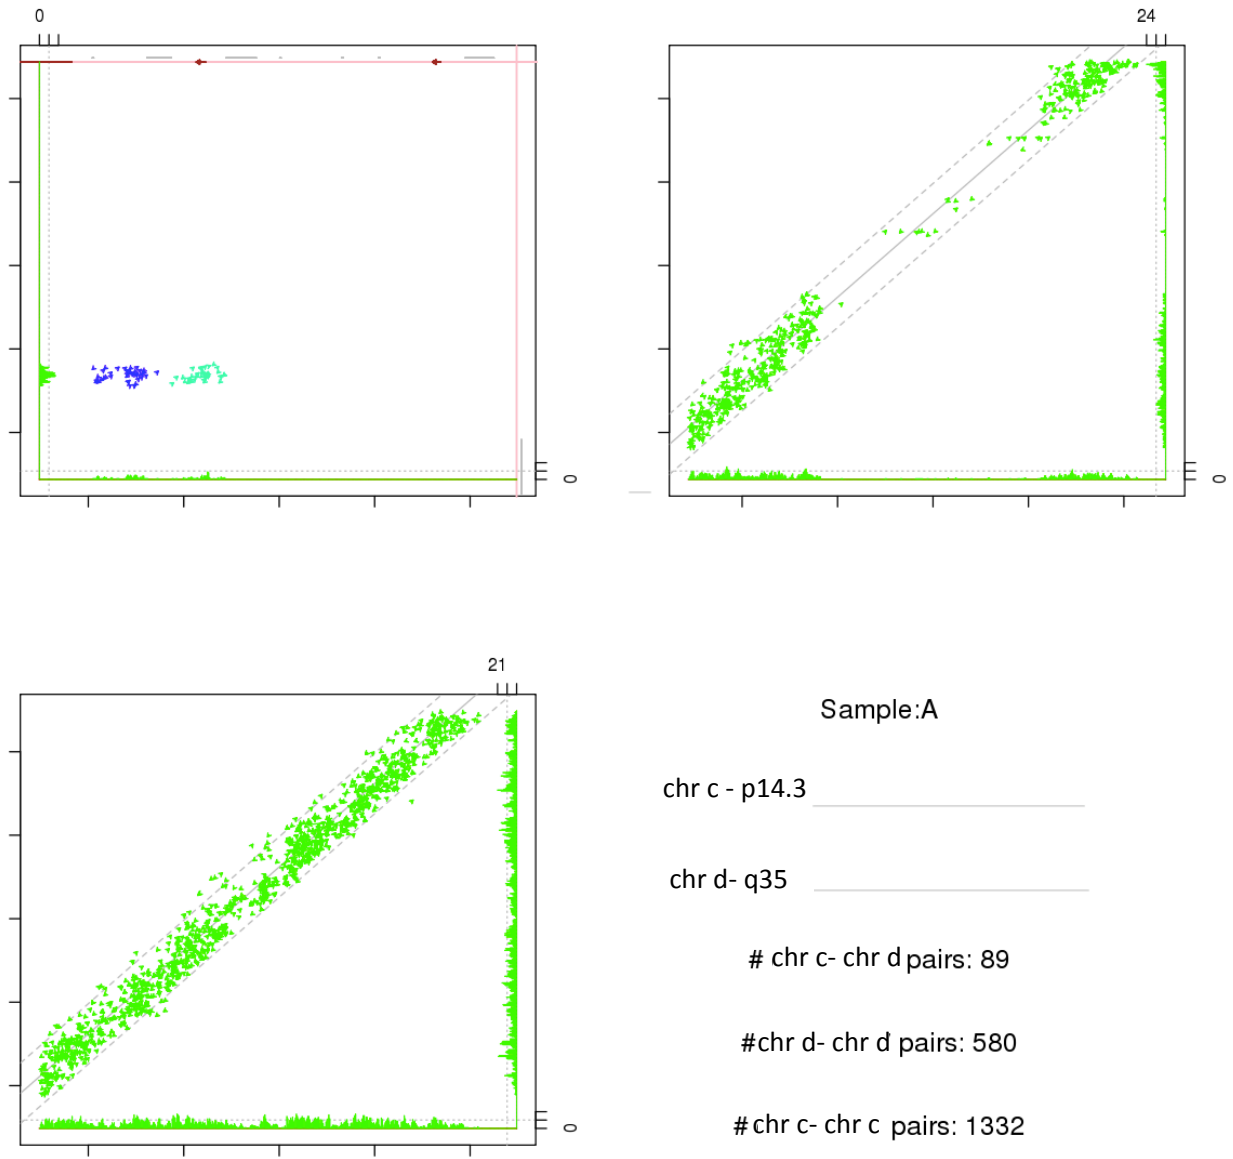 0
24
0
0
21
Sample:A
chr c - p14.3
chr d- q35
# chr c- chr d pairs: 89
#chr d- chr d pairs: 580
0
#chr c- chr c pairs: 1332